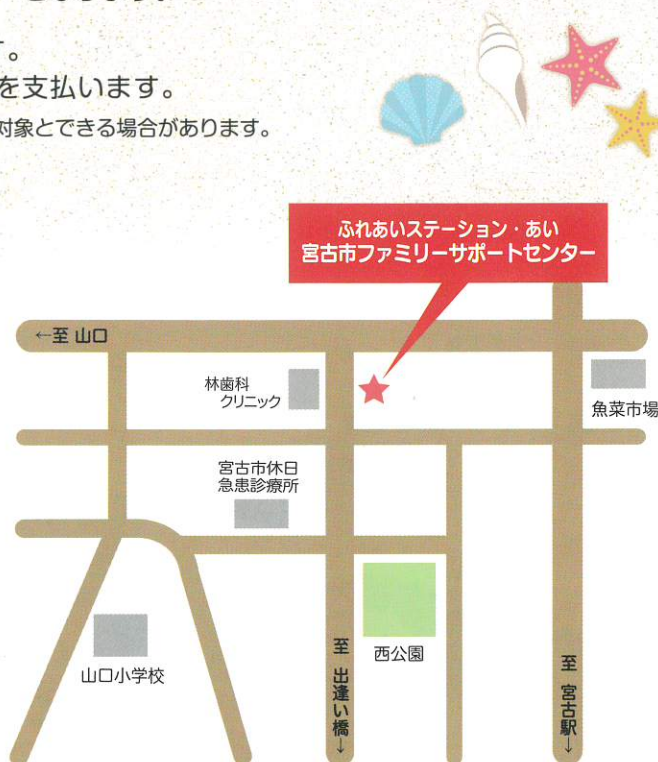 す。
を支払います。
対象とできる場合があります。
ふれあいステーション・あい
宮古市ファミリーサポートセンター
←至 山口
林歯科
クリニック
魚菜市場
宮古市休日
急患診療所
山口小学校
西公園
至 出逢い橋→
至 宮古駅→